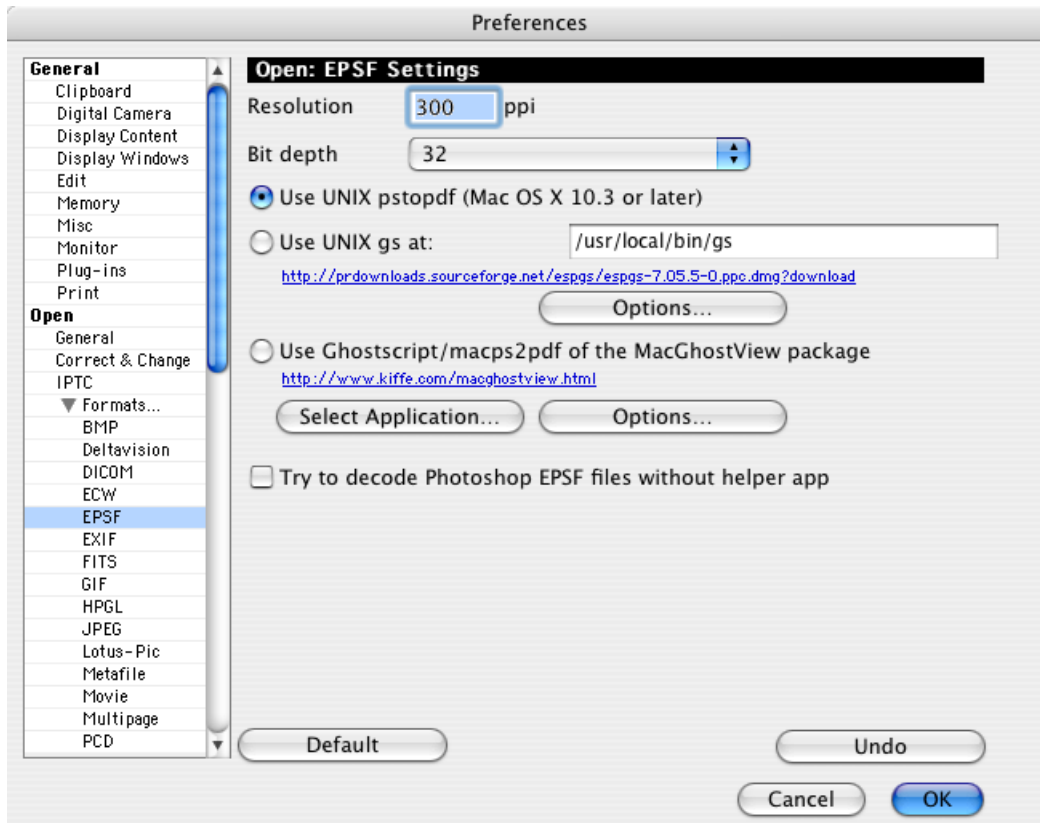 Preferences
General
Clipboard
Digital Camera
Display Content
Display Windows
Edit
Memory
Misc
Monitor
Plug-ins
Print
Open
General
Correct & Change
IPTC
Formats...
BMP
Deltavision
DICOM
ECW
EPSF
EXIF
FITS
GIF
HPGL
JPEG
Lotus-Pic
Metafile
Movie
Multipage
PCD
Open: EPSF Settings
Resolution 300 ppi
Bit depth 32
Use UNIX pstopdf (Mac OS X 10.3 or later)
Use UNIX gs at: /usr/local/bin/gs
http://prdownloads.sourceforge.net/espgs/espgs-7.05.5-0.ppc.dmg?download
Options...
Use Ghostscript/macps2pdf of the MacGhostView package
http://www.kiffe.com/macghostview.html
Select Application... Options...
Try to decode Photoshop EPSF files without helper app
Default Undo
Cancel OK